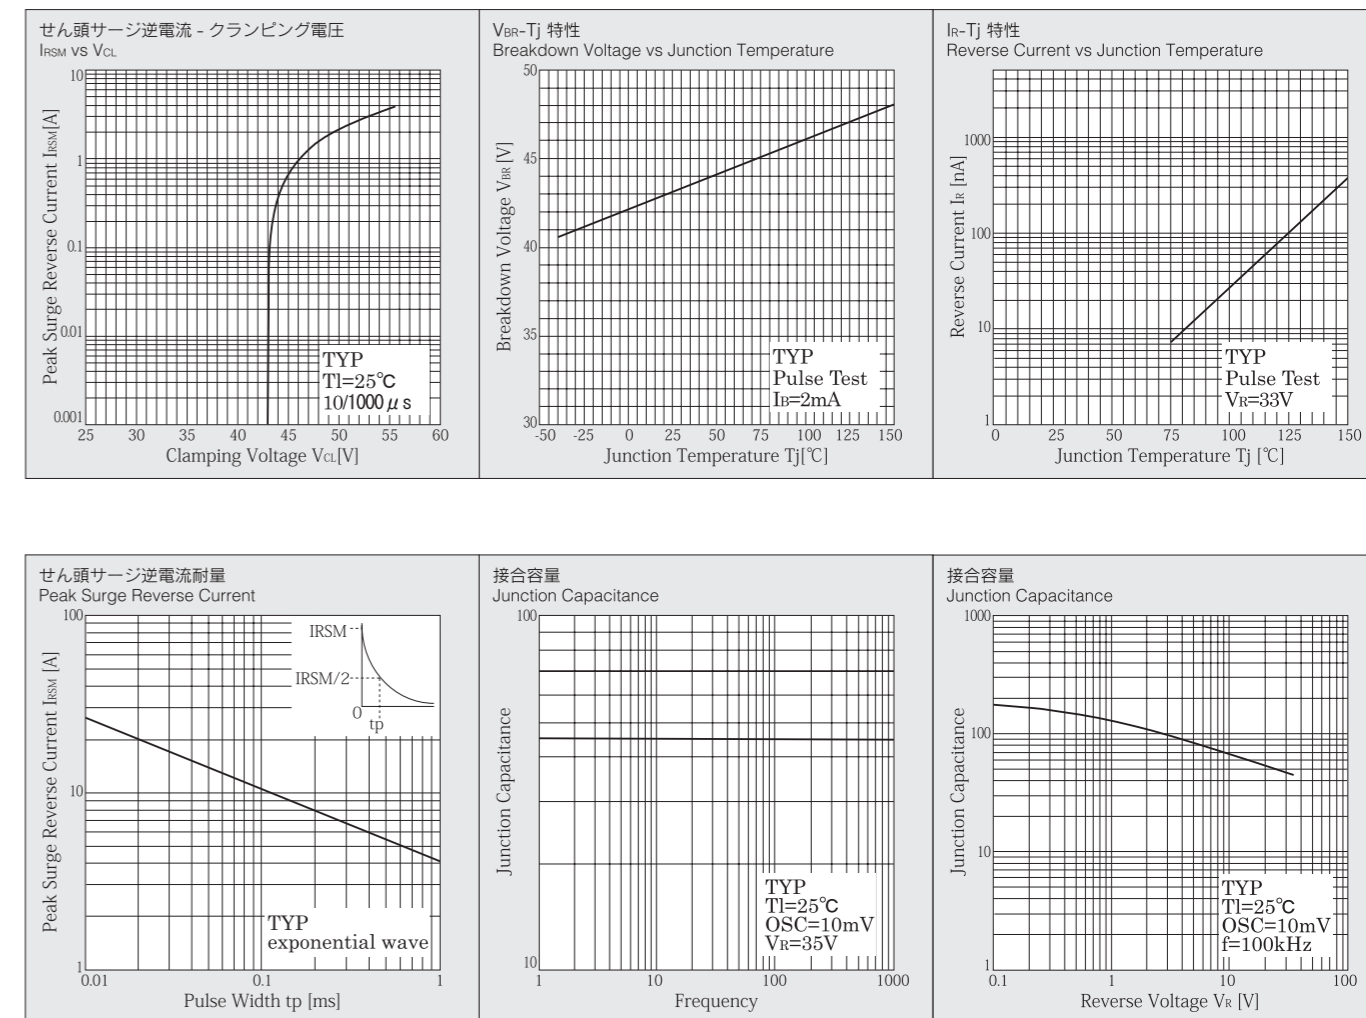 せん頭サージ逆電流 - クランピング電圧
IRSM vs VCL
Peak Surge Reverse Current IRSM[A]
10
1
0.1
0.01
0.001
TYP
Tl=25℃
10/1000 μ s
25 30 35 40 45 50 55 60
Clamping Voltage VCL[V]
VBR-Tj 特性
Breakdown Voltage vs Junction Temperature
Breakdown Voltage VBR [V]
50
45
40
35
30
TYP
Pulse Test
IB=2mA
-50 -25 0 25 50 75 100 125 150
Junction Temperature Tj[℃]
IR-Tj 特性
Reverse Current vs Junction Temperature
Reverse Current IR [nA]
1000
100
10
1
TYP
Pulse Test
VR=33V
0 25 50 75 100 125 150
Junction Temperature Tj [℃]
せん頭サージ逆電流耐量
Peak Surge Reverse Current
Peak Surge Reverse Current IRSM [A]
100
10
1
IRSM
IRSM/2
0
tp
TYP
exponential wave
0.01 0.1 1
Pulse Width tp [ms]
接合容量
Junction Capacitance
Junction Capacitance
100
10
TYP
Tl=25℃
OSC=10mV
VR=35V
1 10 100 1000
Frequency
接合容量
Junction Capacitance
Junction Capacitance
1000
100
10
1
TYP
Tl=25℃
OSC=10mV
f=100kHz
0.1 1 10 100
Reverse Voltage VR [V]